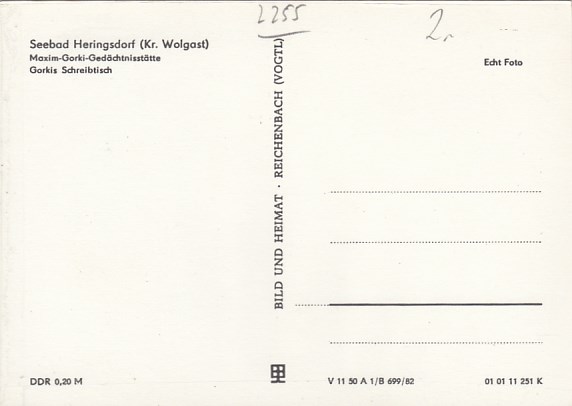 2255
2,-
Seebad Heringsdorf (Kr. Wolgast)
Maxim-Gorki-Gedächtnisstätte
Gorkis Schreibtisch
Echt Foto
BILD UND HEIMAT · REICHENBACH (VOGTL)
DDR 0,20 M
V 11 50 A 1/B 699/82
01 01 11 251 K